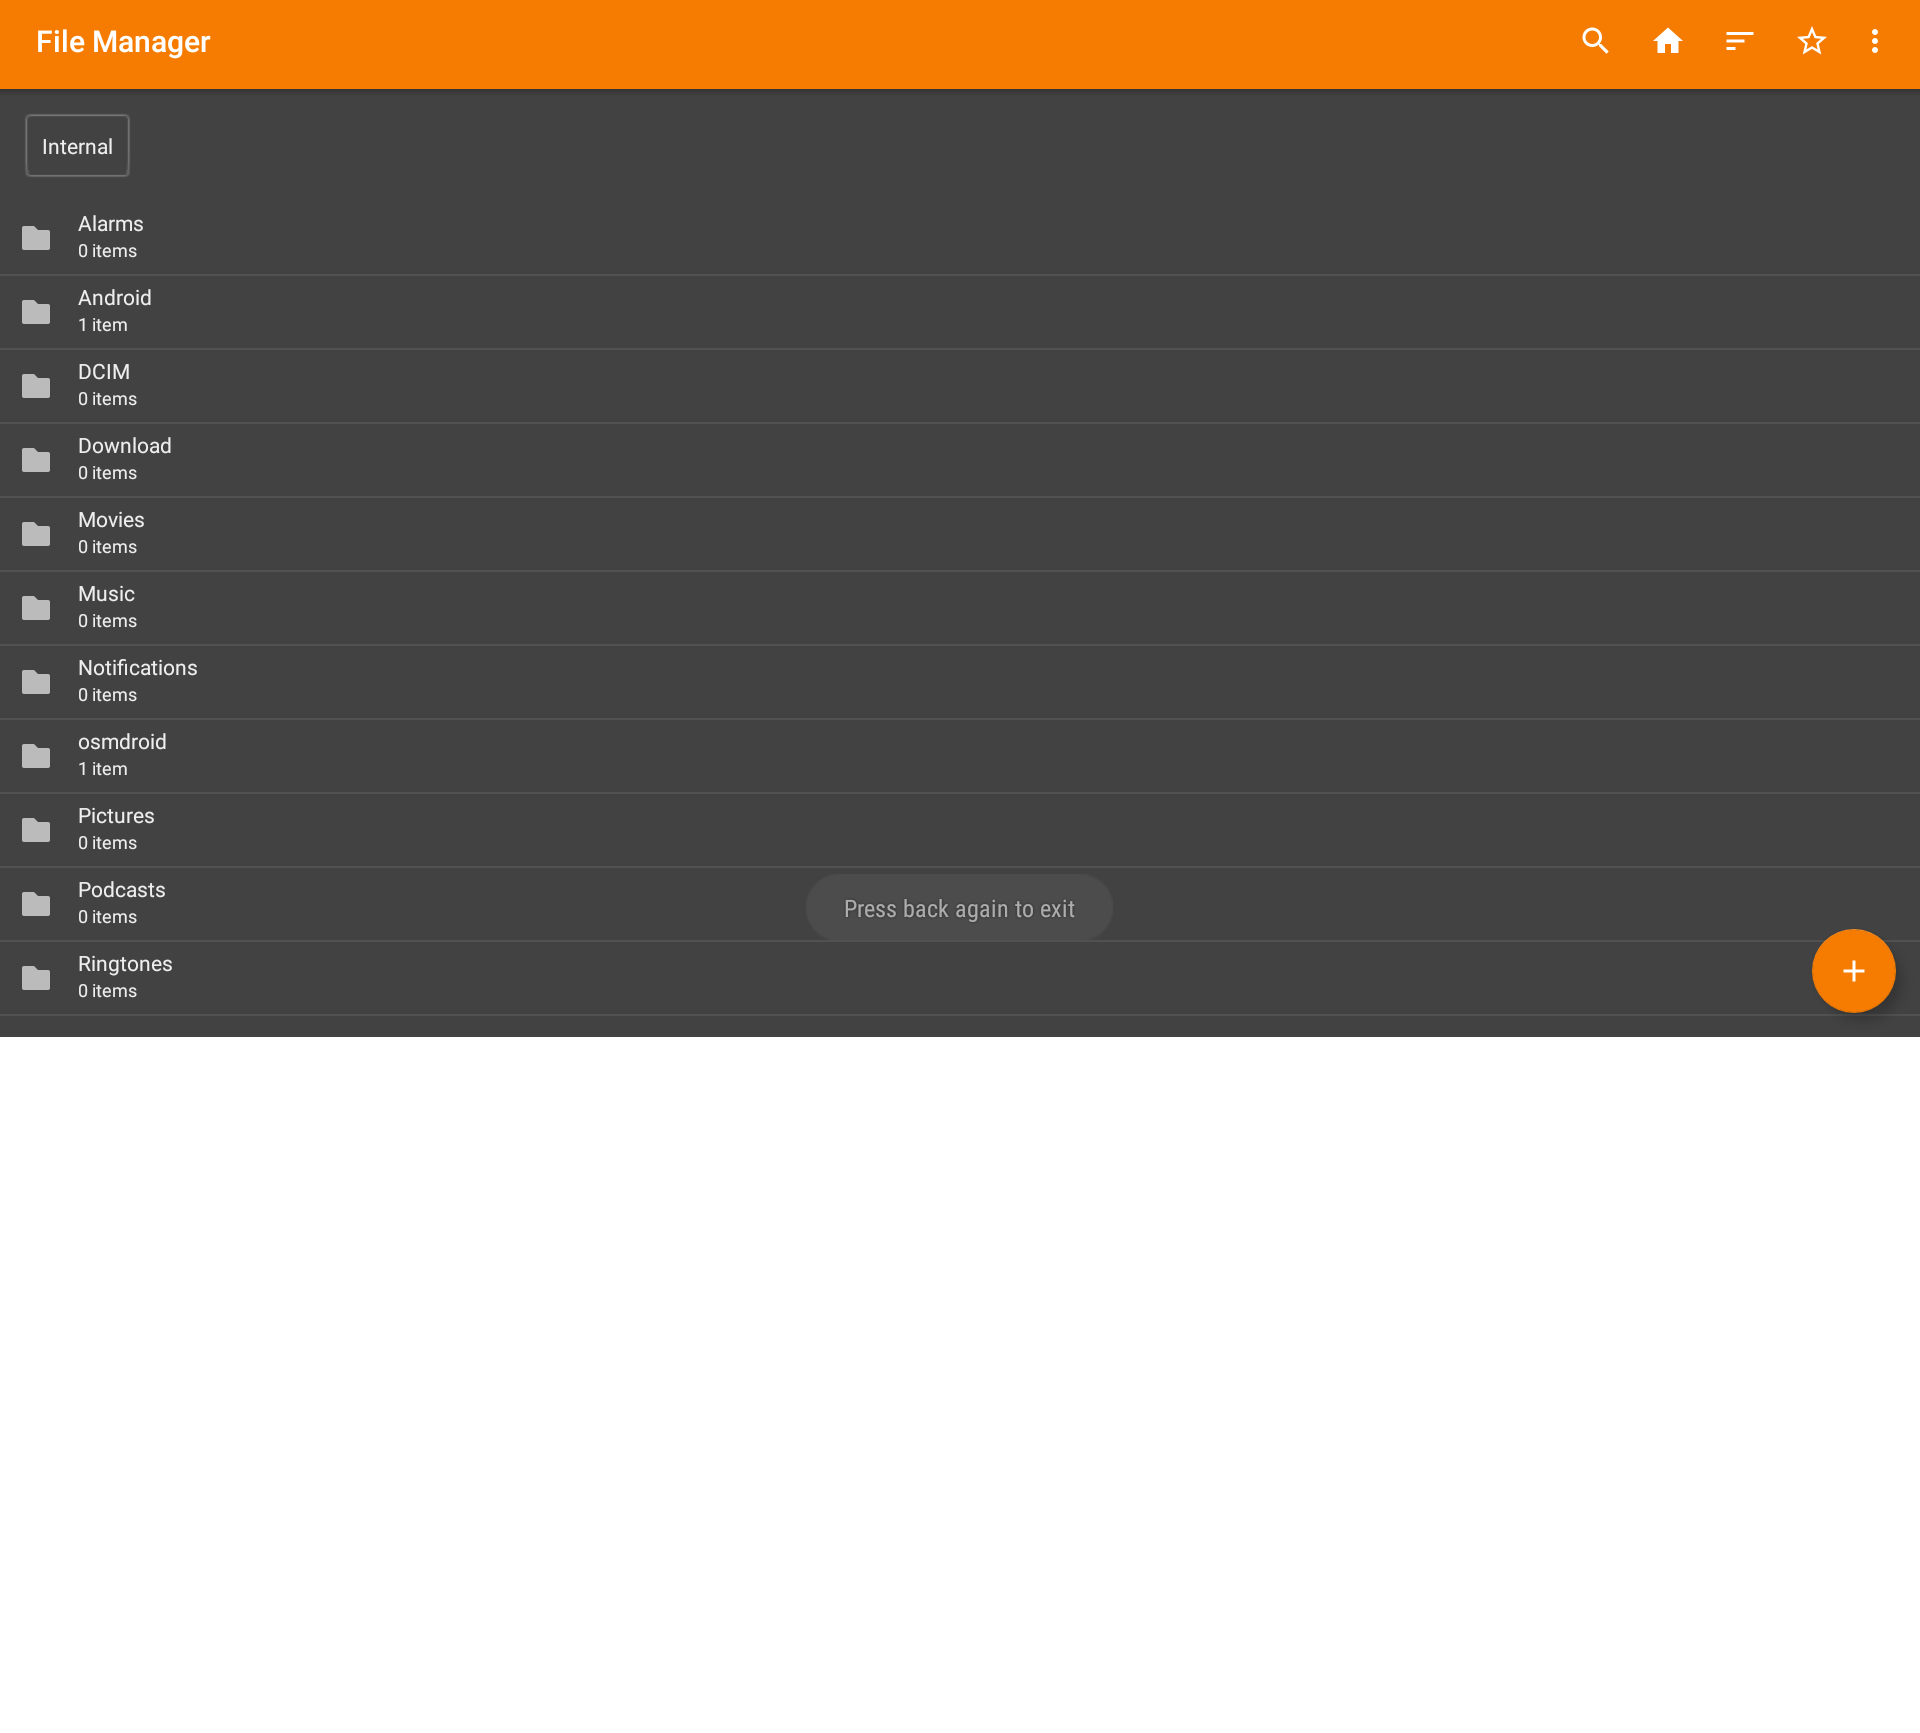 File Manager
Internal
Alarms
0 items
Android
1 item
DCIM
0 items
Download
0 items
Movies
0 items
Music
0 items
Notifications
0 items
osmdroid
1 item
Pictures
0 items
Podcasts
0 items
Press back again to exit
Ringtones
0 items